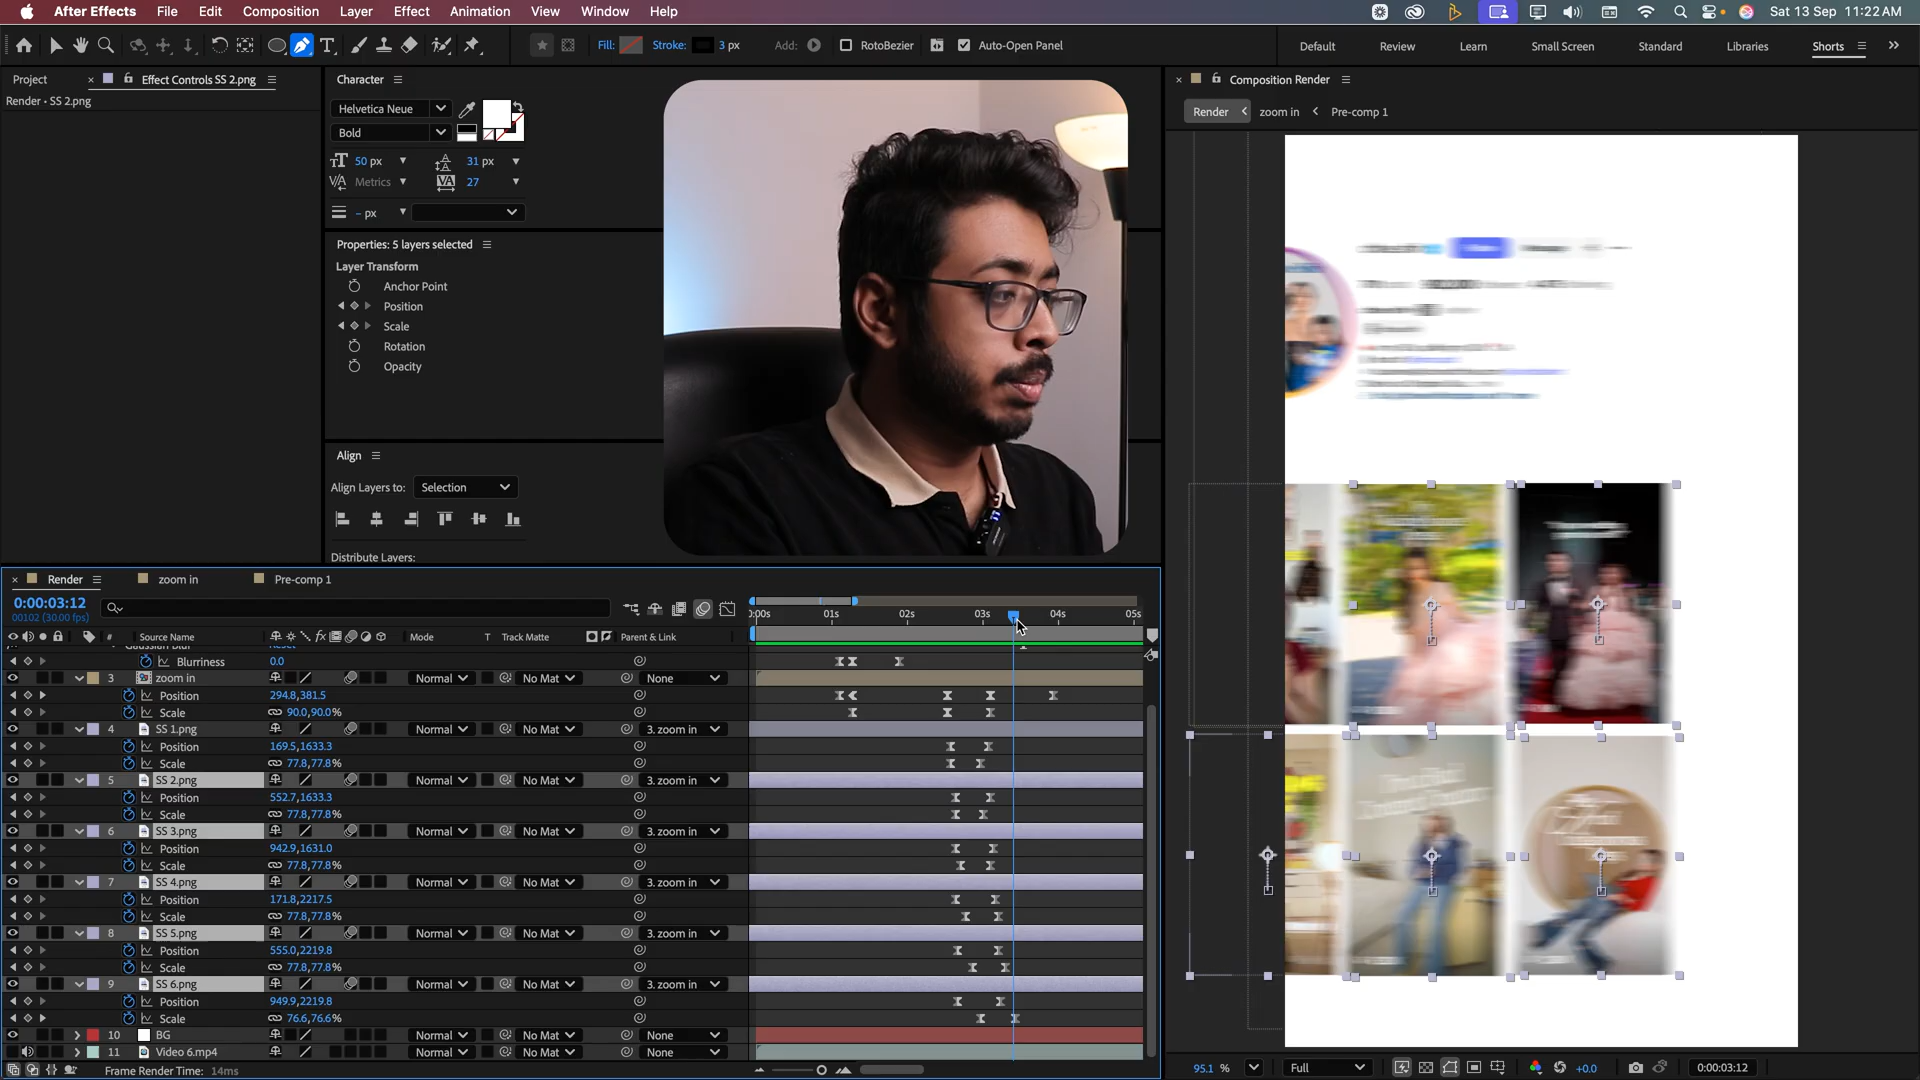 After Effects File Edit Composition Layer Effect Animation View Window Help Sat 13 Sep 11:22 AM
Fill: Stroke: 3 px Add: RotoBezier Auto-Open Panel Default Review Learn Small Screen Standard Libraries Shorts
Project Effect Controls SS 2.png Character Composition Render
Render • SS 2.png
Helvetica Neue
Render zoom in Pre-comp 1
Bold
50 px 31 px
Metrics 27
- px
Properties: 5 layers selected
Layer Transform
Anchor Point
Position
Scale
Rotation
Opacity
Align
Align Layers to: Selection
Distribute Layers:
Render zoom in Pre-comp 1
0:00:03:12
00102 (30.00 fps)
0:00s 01s 02s 03s 04s 05s
# Source Name Mode T Track Matte Parent & Link
Gaussian Blur Reset
Blurriness 0.0
3 zoom in Normal No Mat None
Position 294.8,381.5
Scale 90.0,90.0%
4 SS 1.png Normal No Mat 3. zoom in
Position 169.5,1633.3
Scale 77.8,77.8%
5 SS 2.png Normal No Mat 3. zoom in
Position 552.7,1633.3
Scale 77.8,77.8%
6 SS 3.png Normal No Mat 3. zoom in
Position 942.9,1631.0
Scale 77.8,77.8%
7 SS 4.png Normal No Mat 3. zoom in
Position 171.8,2217.5
Scale 77.8,77.8%
8 SS 5.png Normal No Mat 3. zoom in
Position 555.0,2219.8
Scale 77.8,77.8%
9 SS 6.png Normal No Mat 3. zoom in
Position 949.9,2219.8
Scale 76.6,76.6%
10 BG Normal No Mat None
11 Video 6.mp4 Normal No Mat None
Frame Render Time: 14ms
95.1 % Full +0.0 0:00:03:12